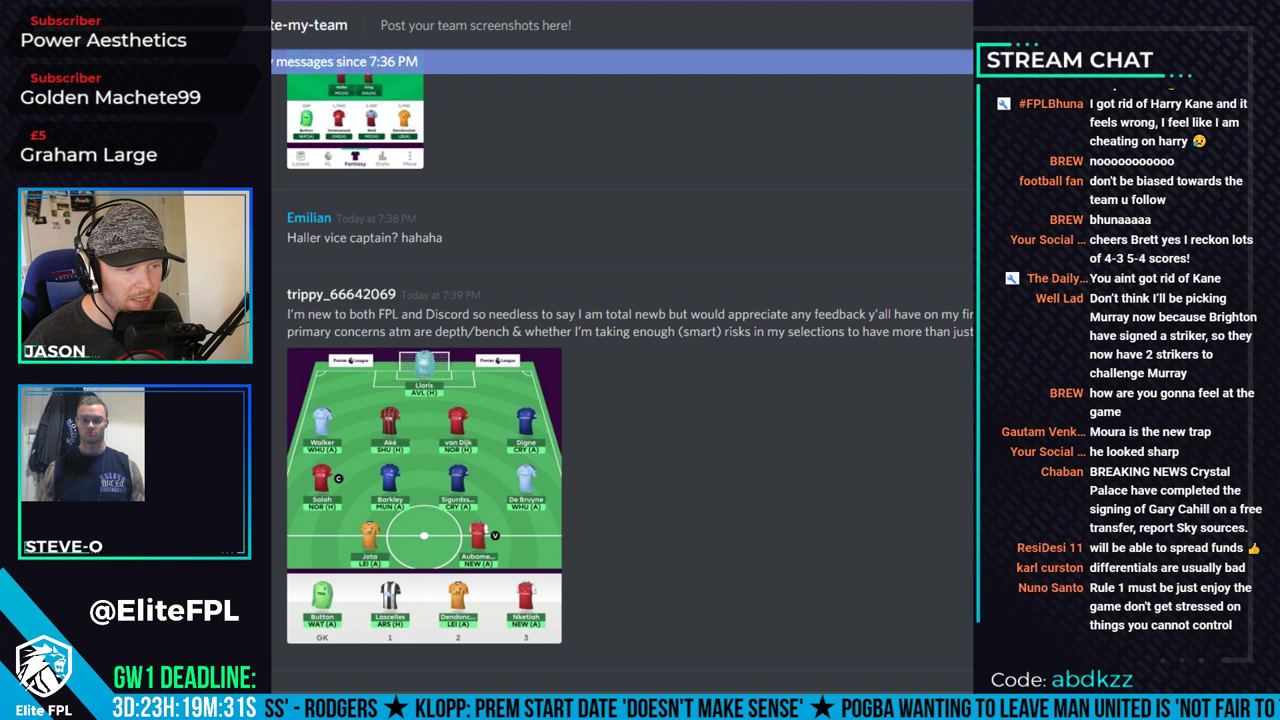 Subscriber
Power Aesthetics
Subscriber
Golden Machete99
£5
Graham Large
JASON
STEVE-O
@EliteFPL
GW1 DEADLINE:
3D:23H:19M:31S
Elite FPL
te-my-team
Post your team screenshots here!
messages since 7:36 PM
Latest PL Fantasy Stats More
Emilian Today at 7:38 PM
Haller vice captain? hahaha
trippy_66642069 Today at 7:39 PM
I'm new to both FPL and Discord so needless to say I am total newb but would appreciate any feedback y'all have on my fir
primary concerns atm are depth/bench & whether I'm taking enough (smart) risks in my selections to have more than just
Premier League Premier League
Lloris
AVL (H)
Walker Aké van Dijk Digne
WHU (A) SHU (H) NOR (H) CRY (A)
C
Salah Barkley Sigurdss... De Bruyne
NOR (H) MUN (A) CRY (A) WHU (A)
V
Jota Aubame...
LEI (A) NEW (A)
Button Lascelles Dendonc... Nketiah
WAT (A) ARS (H) LEI (A) NEW (A)
GK 1 2 3
STREAM CHAT
#FPLBhuna I got rid of Harry Kane and it
feels wrong, I feel like I am
cheating on harry 😥
BREW nooooooooooo
football fan don't be biased towards the
team u follow
BREW bhunaaaaa
Your Social ... cheers Brett yes I reckon lots
of 4-3 5-4 scores!
The Daily... You aint got rid of Kane
Well Lad Don't think I'll be picking
Murray now because Brighton
have signed a striker, so they
now have 2 strikers to
challenge Murray
BREW how are you gonna feel at the
game
Gautam Venk... Moura is the new trap
Your Social ... he looked sharp
Chaban BREAKING NEWS Crystal
Palace have completed the
signing of Gary Cahill on a free
transfer, report Sky sources.
ResiDesi 11 will be able to spread funds 👍
karl curston differentials are usually bad
Nuno Santo Rule 1 must be just enjoy the
game don't get stressed on
things you cannot control
Code: abdkzz
SS' - RODGERS ★ KLOPP: PREM START DATE 'DOESN'T MAKE SENSE' ★ POGBA WANTING TO LEAVE MAN UNITED IS 'NOT FAIR TO